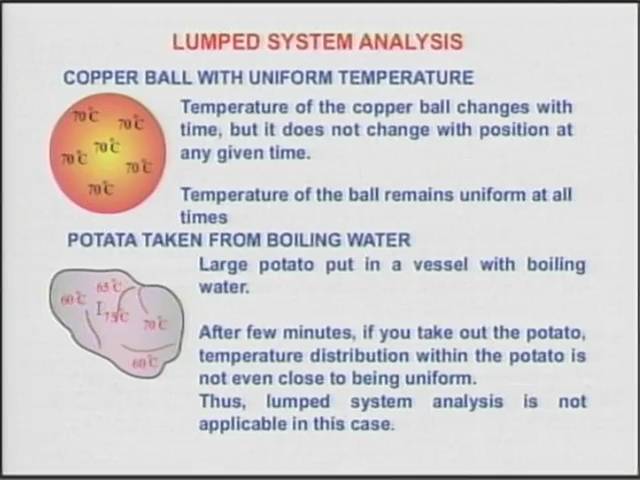 LUMPED SYSTEM ANALYSIS
COPPER BALL WITH UNIFORM TEMPERATURE
70°C
70°C
70°C
70°C
70°C
70°C
Temperature of the copper ball changes with
time, but it does not change with position at
any given time.
Temperature of the ball remains uniform at all
times
POTATA TAKEN FROM BOILING WATER
65°C
60°C
75°C
70°C
60°C
Large potato put in a vessel with boiling
water.
After few minutes, if you take out the potato,
temperature distribution within the potato is
not even close to being uniform.
Thus, lumped system analysis is not
applicable in this case.